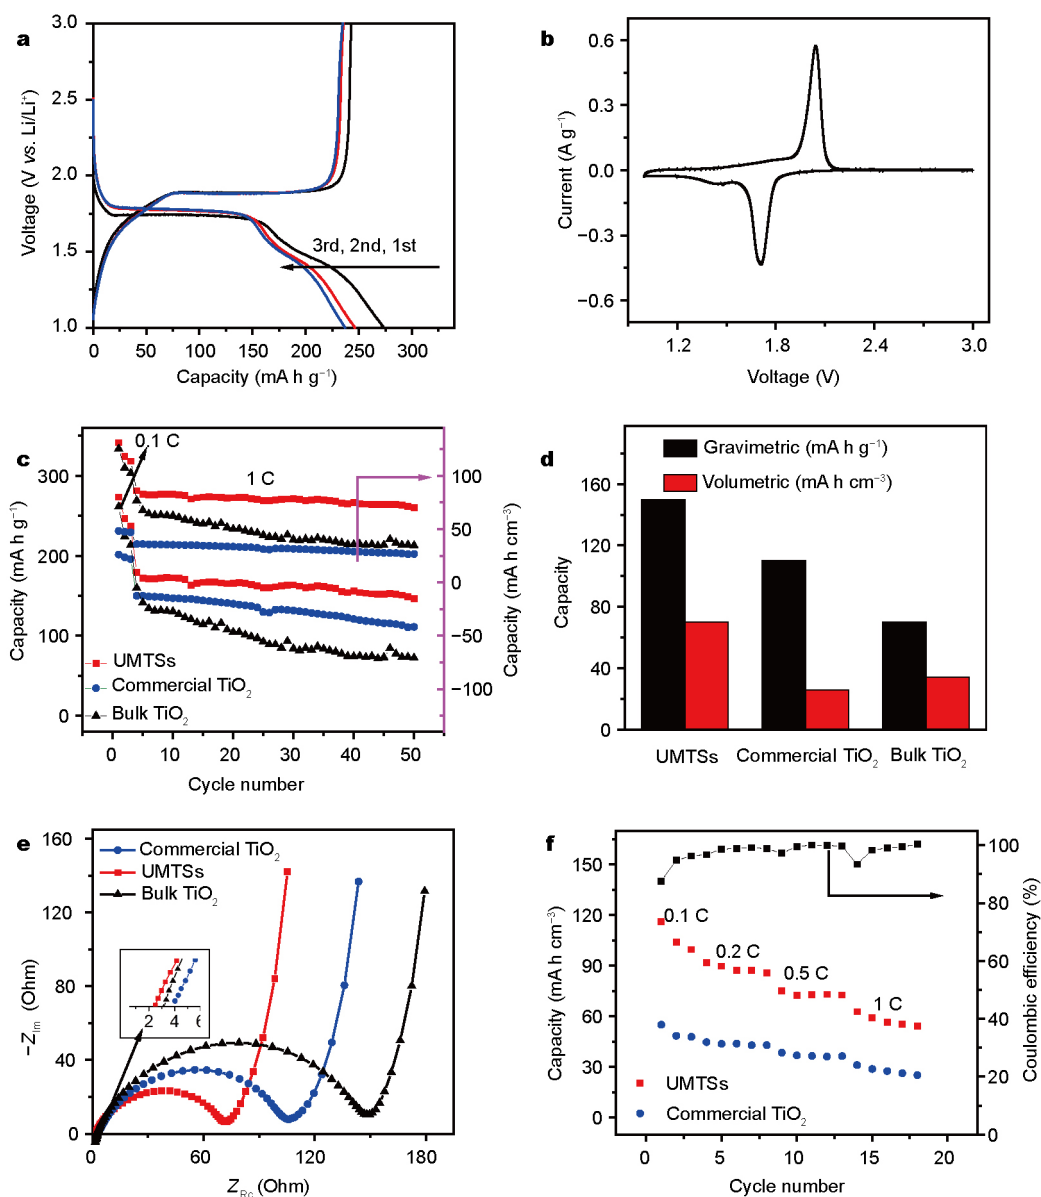 a
3.0
2.5
2.0
1.5
1.0
Voltage (V vs. Li/Li⁺)
3rd, 2nd, 1st
0 50 100 150 200 250 300
Capacity (mA h g⁻¹)
b
0.6
0.3
0.0
−0.3
−0.6
Current (A g⁻¹)
1.2 1.8 2.4 3.0
Voltage (V)
c
300
200
100
0
Capacity (mA h g⁻¹)
0.1 C
1 C
100
50
0
−50
−100
Capacity (mA h cm⁻³)
UMTSs
Commercial TiO₂
Bulk TiO₂
0 10 20 30 40 50
Cycle number
d
Gravimetric (mA h g⁻¹)
Volumetric (mA h cm⁻³)
160
120
80
40
0
Capacity
UMTSs Commercial TiO₂ Bulk TiO₂
e
160
120
80
40
0
−Z_Im (Ohm)
Commercial TiO₂
UMTSs
Bulk TiO₂
2 4 6
0 60 120 180
Z_Rc (Ohm)
f
150
120
90
60
30
0
Capacity (mA h cm⁻³)
0.1 C
0.2 C
0.5 C
1 C
100
80
60
40
20
0
Coulombic efficiency (%)
UMTSs
Commercial TiO₂
0 5 10 15 20
Cycle number